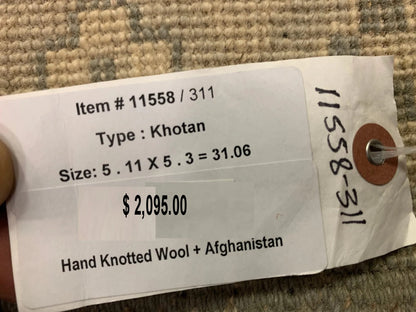 Item # 11558 / 311
Type : Khotan
Size: 5 . 11 X 5 . 3 = 31.06
$ 2,095.00
Hand Knotted Wool + Afghanistan
11558-311